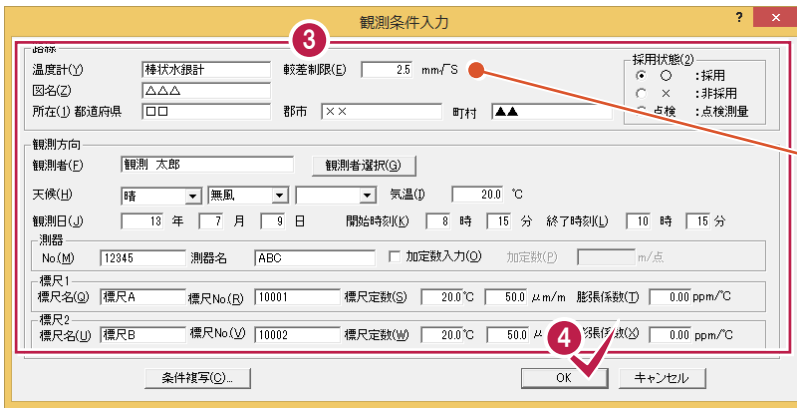 観測条件入力 ? ×
3
路線
温度計(Y) 棒状水銀計 較差制限(E) 2.5 mm√S
図名(Z) △△△
所在(1) 都道府県 □□ 郡市 ×× 町村 ▲▲
採用状態(2)
○ :採用
× :非採用
点検 :点検測量
観測方向
観測者(F) 観測 太郎 観測者選択(G)
天候(H) 晴 無風 気温(I) 20.0 ℃
観測日(J) 13 年 7 月 9 日 開始時刻(K) 8 時 15 分 終了時刻(L) 10 時 15 分
測器
No.(M) 12345 測器名 ABC 加定数入力(O) 加定数(P) m/点
標尺1
標尺名(Q) 標尺A 標尺No.(R) 10001 標尺定数(S) 20.0℃ 50.0 μm/m 膨張係数(T) 0.00 ppm/℃
標尺2
標尺名(U) 標尺B 標尺No.(V) 10002 標尺定数(W) 20.0℃ 50.0 μ 張係数(X) 0.00 ppm/℃
4
条件複写(C)... OK キャンセル